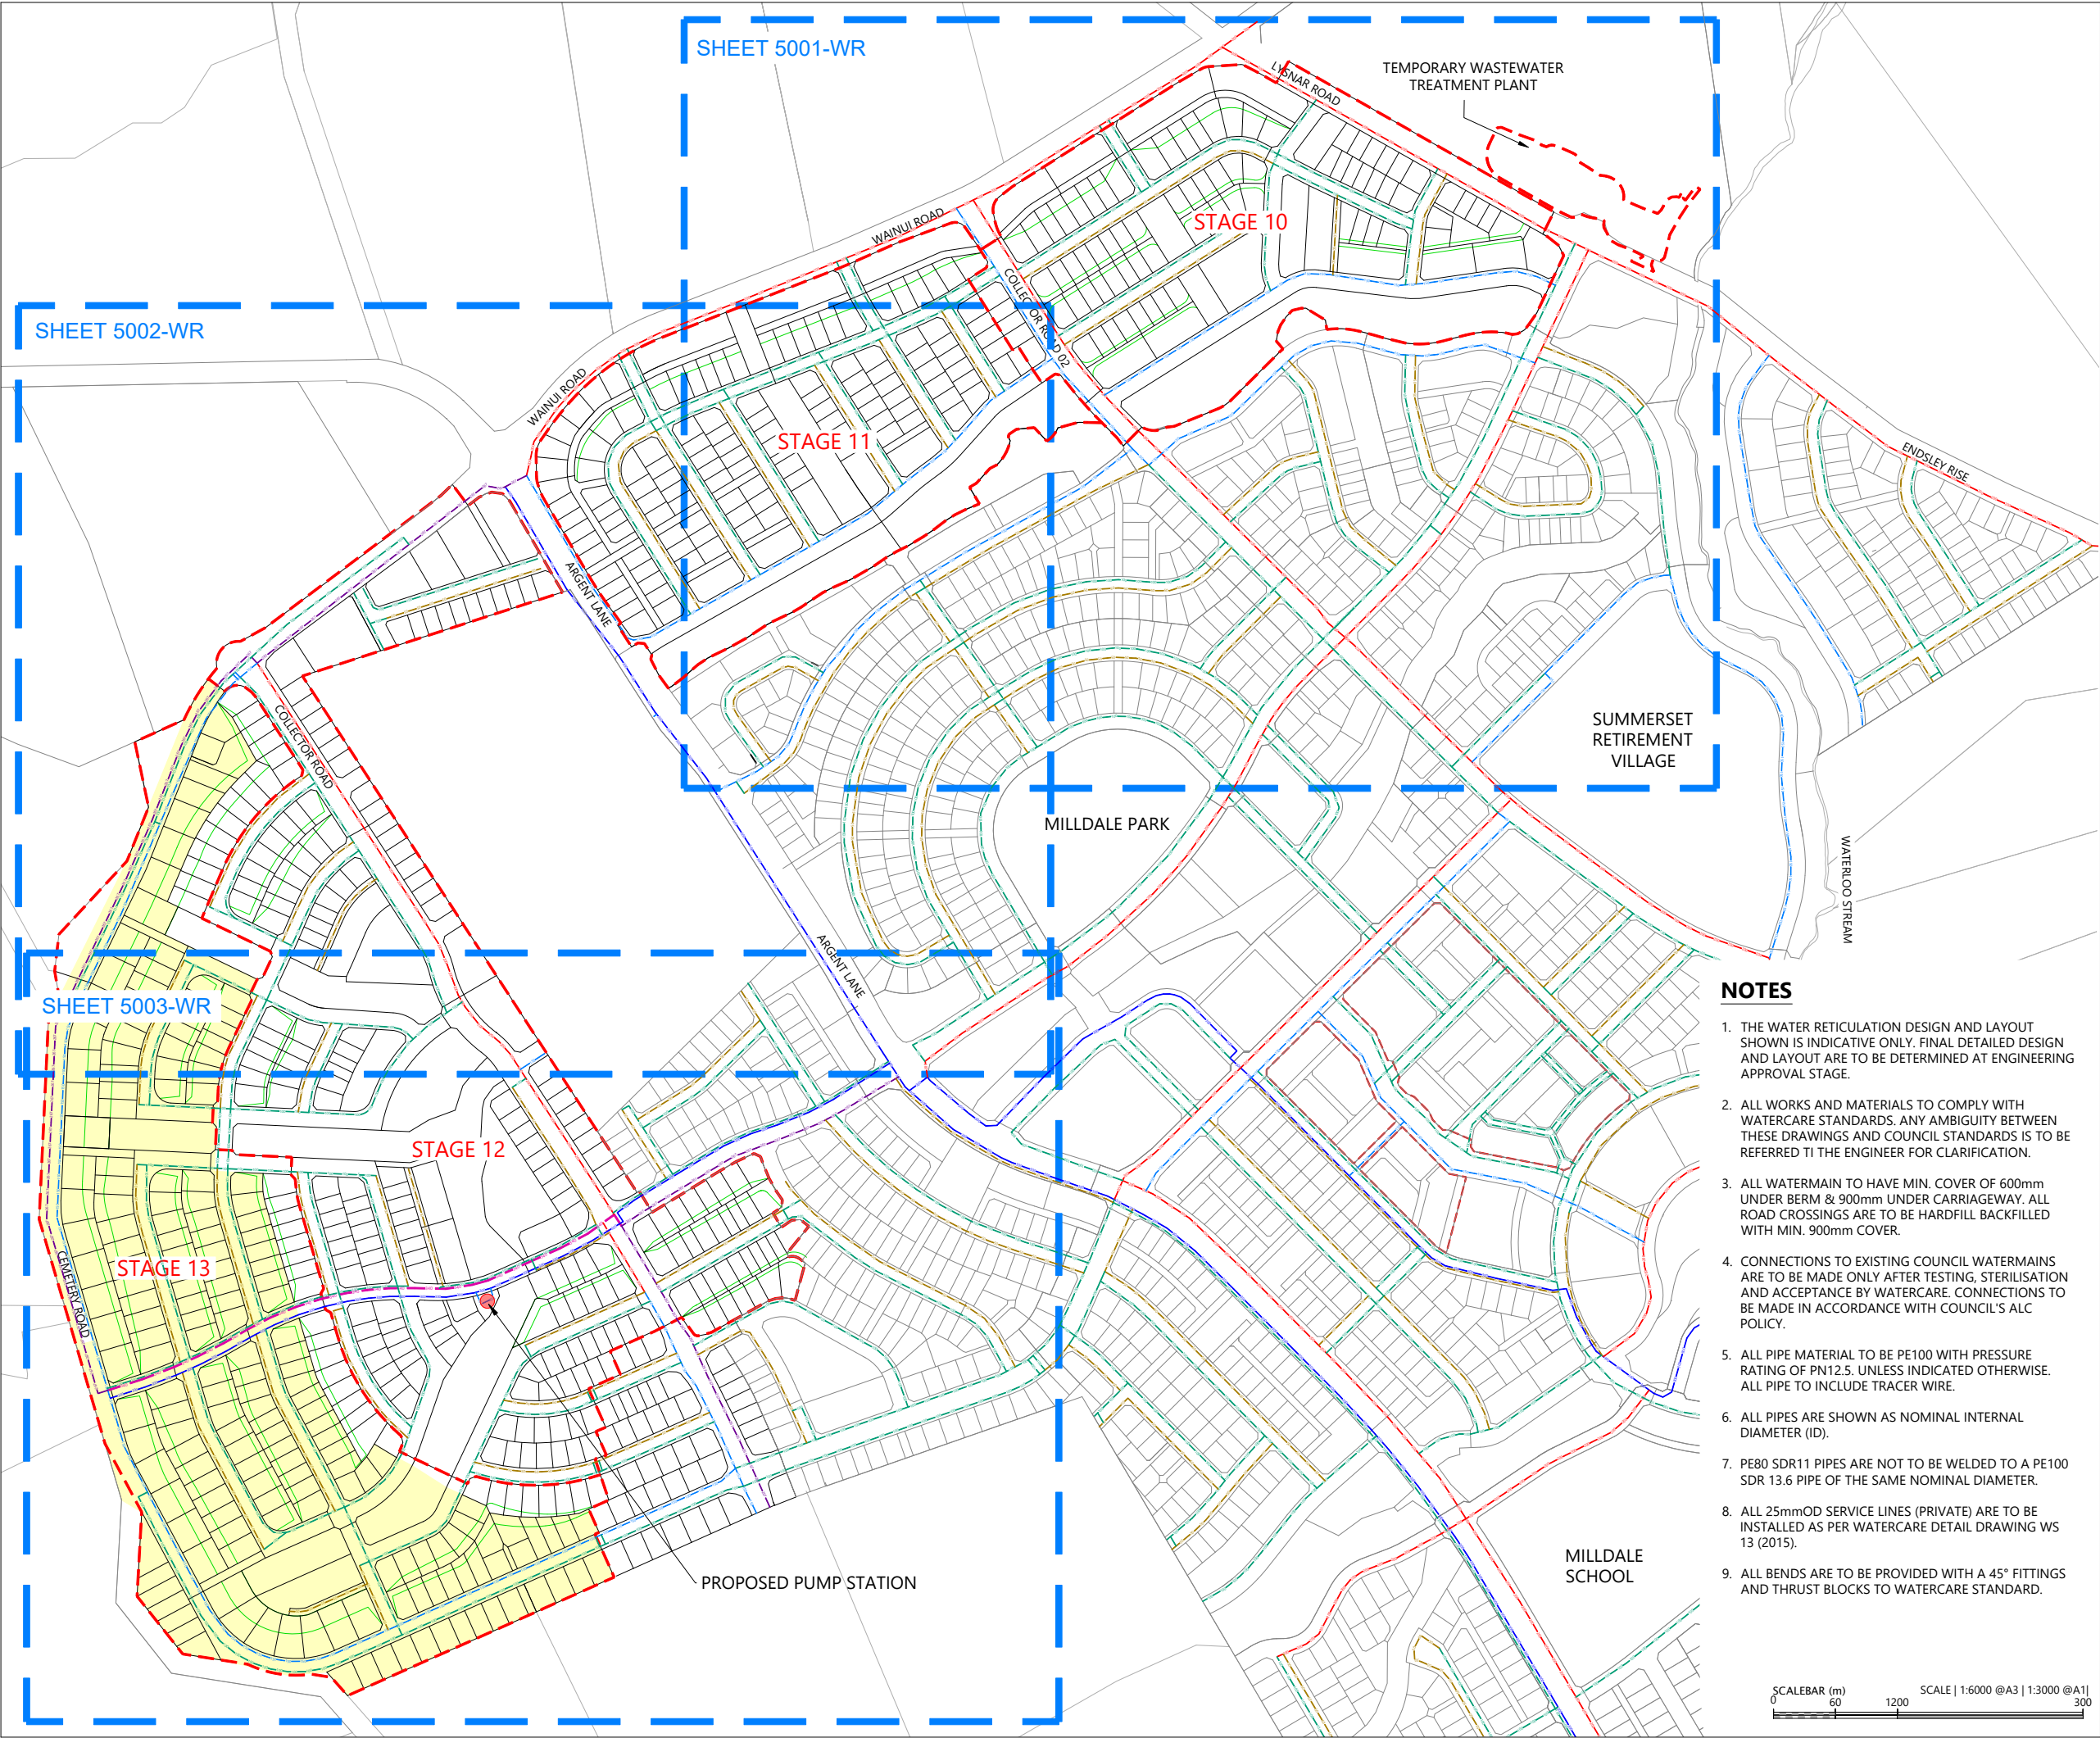 SHEET 5001-WR
LYSNAR ROAD
TEMPORARY WASTEWATER
TREATMENT PLANT
STAGE 10
WAINUI ROAD
COLLECTOR ROAD 02
SHEET 5002-WR
WAINUI ROAD
STAGE 11
ENDSLEY RISE
ARGENT LANE
COLLECTOR ROAD
SUMMERSET
RETIREMENT
VILLAGE
MILLDALE PARK
WATERLOO STREAM
ARGENT LANE
SHEET 5003-WR
STAGE 12
STAGE 13
CEMETERY ROAD
PROPOSED PUMP STATION
MILLDALE
SCHOOL
NOTES
1. THE WATER RETICULATION DESIGN AND LAYOUT
SHOWN IS INDICATIVE ONLY. FINAL DETAILED DESIGN
AND LAYOUT ARE TO BE DETERMINED AT ENGINEERING
APPROVAL STAGE.
2. ALL WORKS AND MATERIALS TO COMPLY WITH
WATERCARE STANDARDS. ANY AMBIGUITY BETWEEN
THESE DRAWINGS AND COUNCIL STANDARDS IS TO BE
REFERRED TI THE ENGINEER FOR CLARIFICATION.
3. ALL WATERMAIN TO HAVE MIN. COVER OF 600mm
UNDER BERM & 900mm UNDER CARRIAGEWAY. ALL
ROAD CROSSINGS ARE TO BE HARDFILL BACKFILLED
WITH MIN. 900mm COVER.
4. CONNECTIONS TO EXISTING COUNCIL WATERMAINS
ARE TO BE MADE ONLY AFTER TESTING, STERILISATION
AND ACCEPTANCE BY WATERCARE. CONNECTIONS TO
BE MADE IN ACCORDANCE WITH COUNCIL'S ALC
POLICY.
5. ALL PIPE MATERIAL TO BE PE100 WITH PRESSURE
RATING OF PN12.5. UNLESS INDICATED OTHERWISE.
ALL PIPE TO INCLUDE TRACER WIRE.
6. ALL PIPES ARE SHOWN AS NOMINAL INTERNAL
DIAMETER (ID).
7. PE80 SDR11 PIPES ARE NOT TO BE WELDED TO A PE100
SDR 13.6 PIPE OF THE SAME NOMINAL DIAMETER.
8. ALL 25mmOD SERVICE LINES (PRIVATE) ARE TO BE
INSTALLED AS PER WATERCARE DETAIL DRAWING WS
13 (2015).
9. ALL BENDS ARE TO BE PROVIDED WITH A 45° FITTINGS
AND THRUST BLOCKS TO WATERCARE STANDARD.
SCALEBAR (m) SCALE | 1:6000 @A3 | 1:3000 @A1|
0 60 1200 300